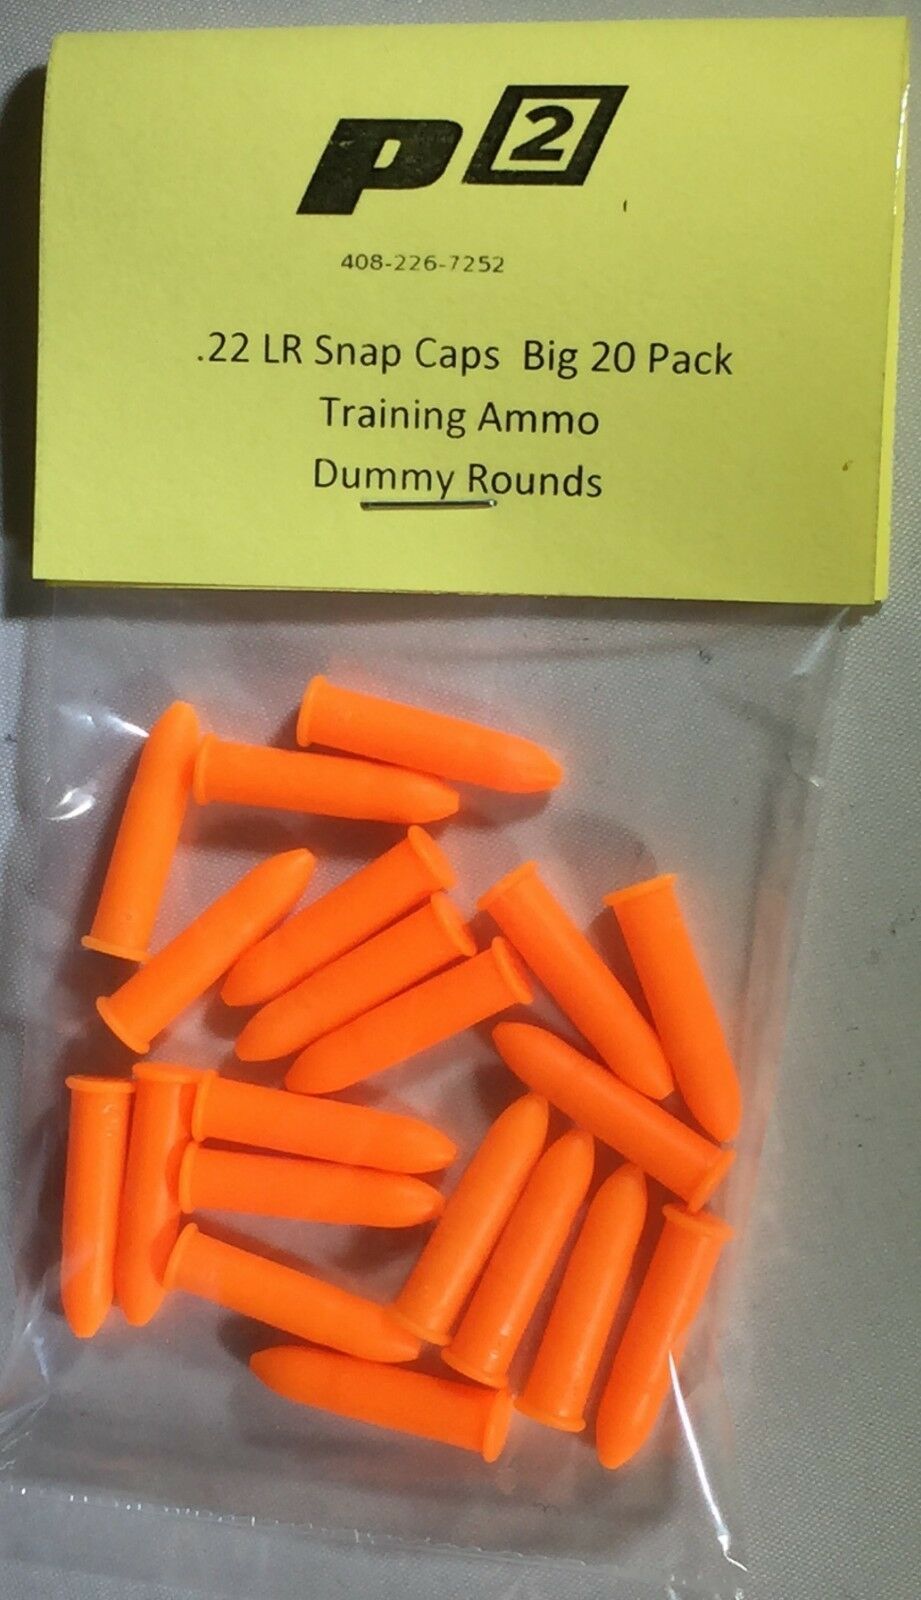 P2
408-226-7252
.22 LR Snap Caps Big 20 Pack
Training Ammo
Dummy Rounds